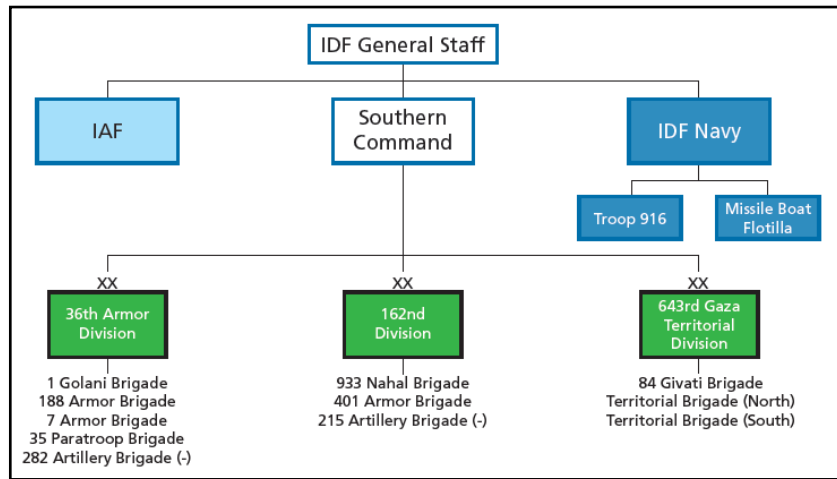 IDF General Staff
IAF
Southern
Command
IDF Navy
Troop 916
Missile Boat
Flotilla
XX
XX
XX
36th Armor
Division
162nd
Division
643rd Gaza
Territorial
Division
1 Golani Brigade
188 Armor Brigade
7 Armor Brigade
35 Paratroop Brigade
282 Artillery Brigade (-)
933 Nahal Brigade
401 Armor Brigade
215 Artillery Brigade (-)
84 Givati Brigade
Territorial Brigade (North)
Territorial Brigade (South)